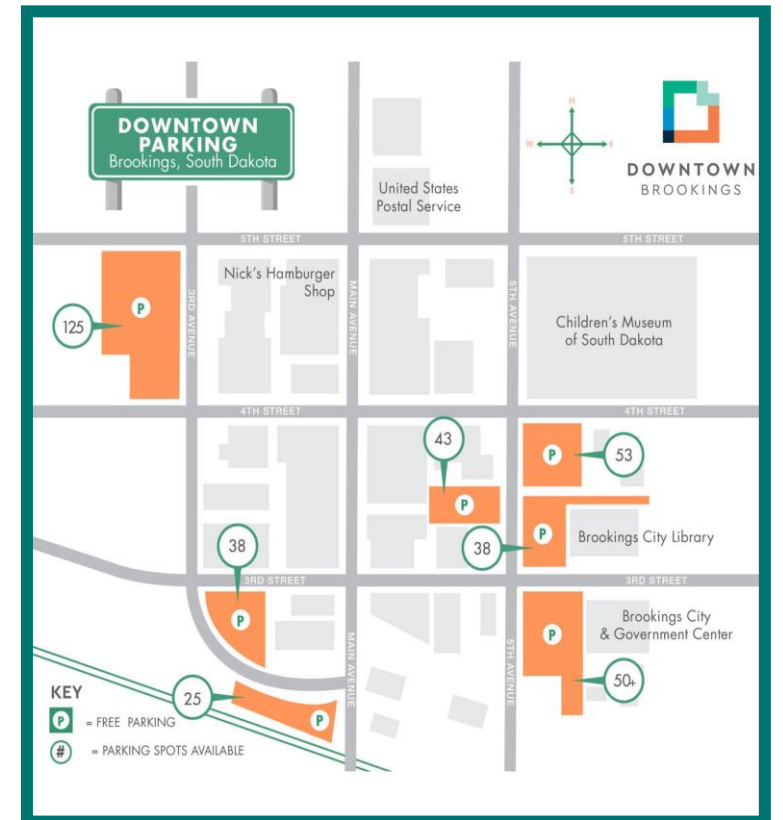 DOWNTOWN
PARKING
Brookings, South Dakota
N
W
E
S
DOWNTOWN
BROOKINGS
United States
Postal Service
5TH STREET
5TH STREET
Nick's Hamburger
Shop
3RD AVENUE
MAIN AVENUE
5TH AVENUE
P
125
Children's Museum
of South Dakota
4TH STREET
4TH STREET
43
P
53
P
38
P
Brookings City Library
38
3RD STREET
3RD STREET
P
P
Brookings City
& Government Center
MAIN AVENUE
5TH AVENUE
50+
25
P
KEY
P = FREE PARKING
# = PARKING SPOTS AVAILABLE